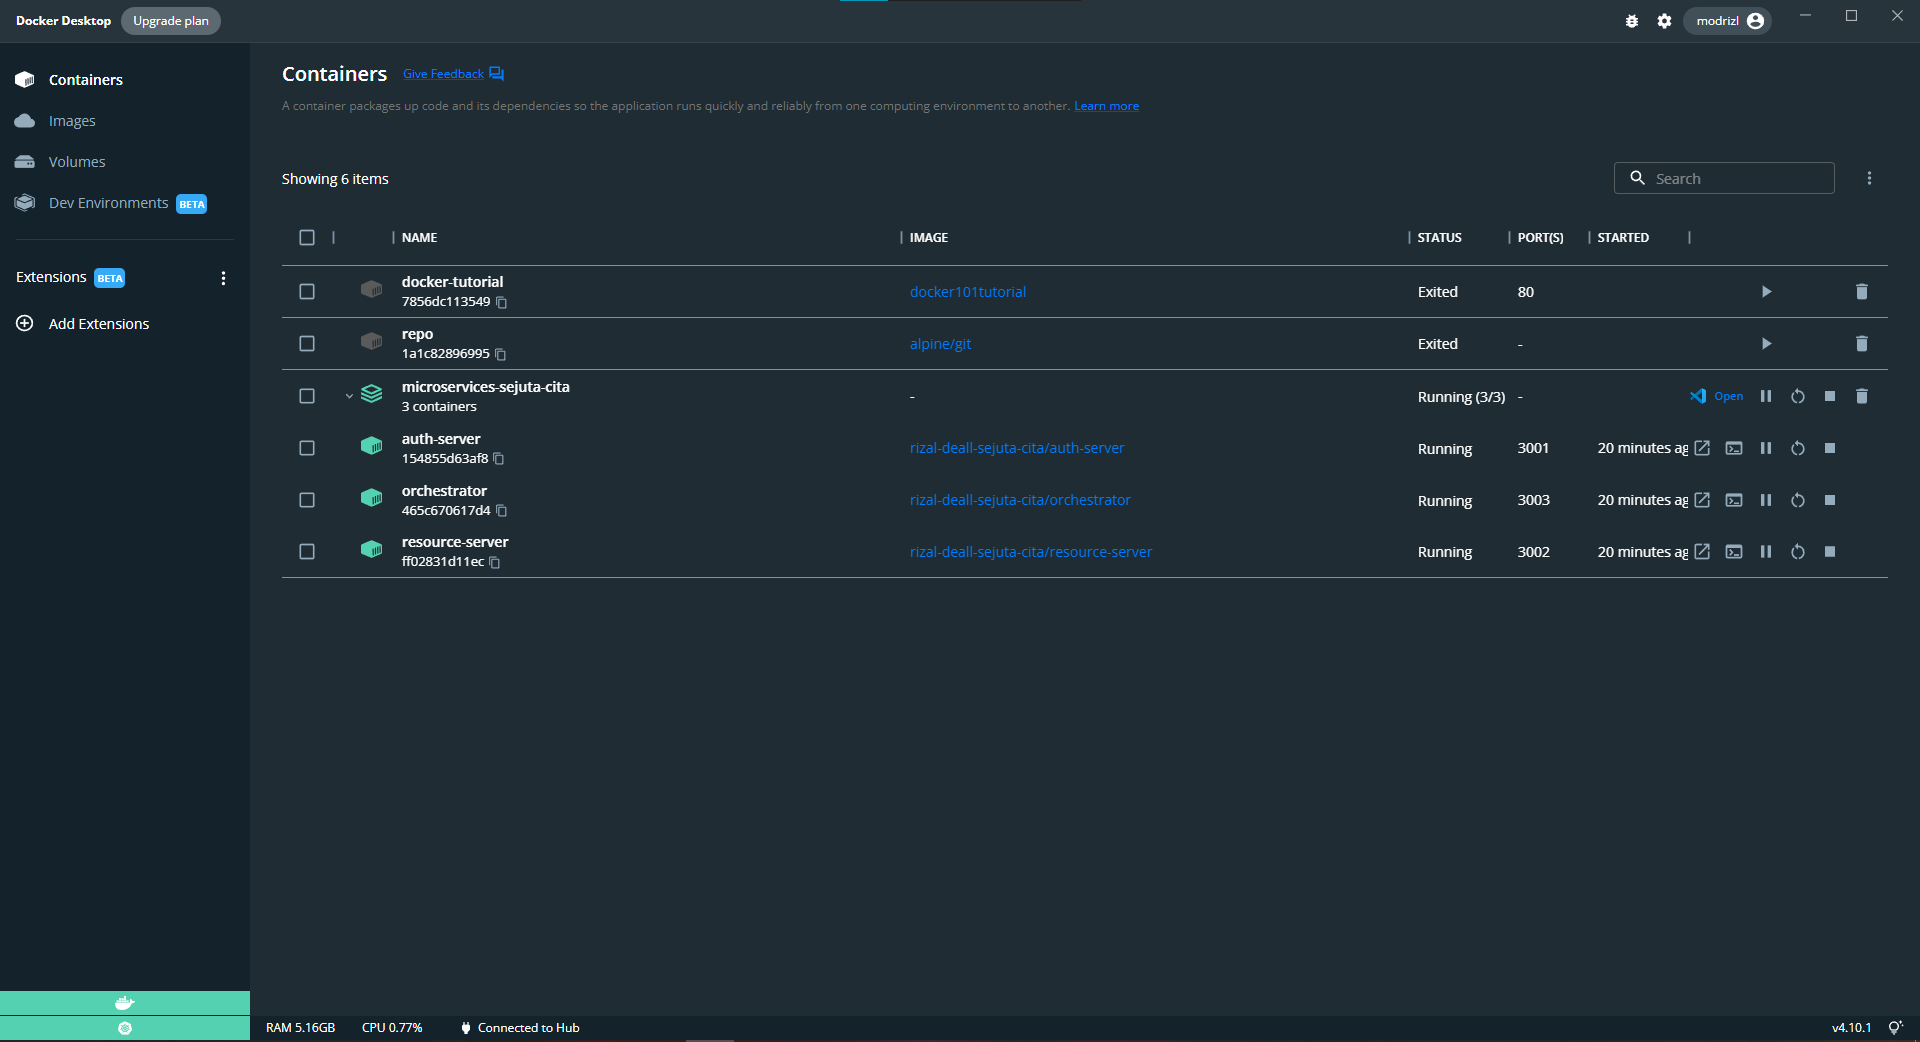 Docker Desktop Upgrade plan modrizl
Containers
Images
Volumes
Dev Environments BETA
Extensions BETA
Add Extensions
Containers Give Feedback
A container packages up code and its dependencies so the application runs quickly and reliably from one computing environment to another. Learn more
Showing 6 items Search
NAME IMAGE STATUS PORT(S) STARTED
docker-tutorial
7856dc113549 docker101tutorial Exited 80
repo
1a1c82896995 alpine/git Exited -
microservices-sejuta-cita
3 containers - Running (3/3) - Open
auth-server
154855d63af8 rizal-deall-sejuta-cita/auth-server Running 3001 20 minutes ag
orchestrator
465c670617d4 rizal-deall-sejuta-cita/orchestrator Running 3003 20 minutes ag
resource-server
ff02831d11ec rizal-deall-sejuta-cita/resource-server Running 3002 20 minutes ag
RAM 5.16GB CPU 0.77% Connected to Hub v4.10.1